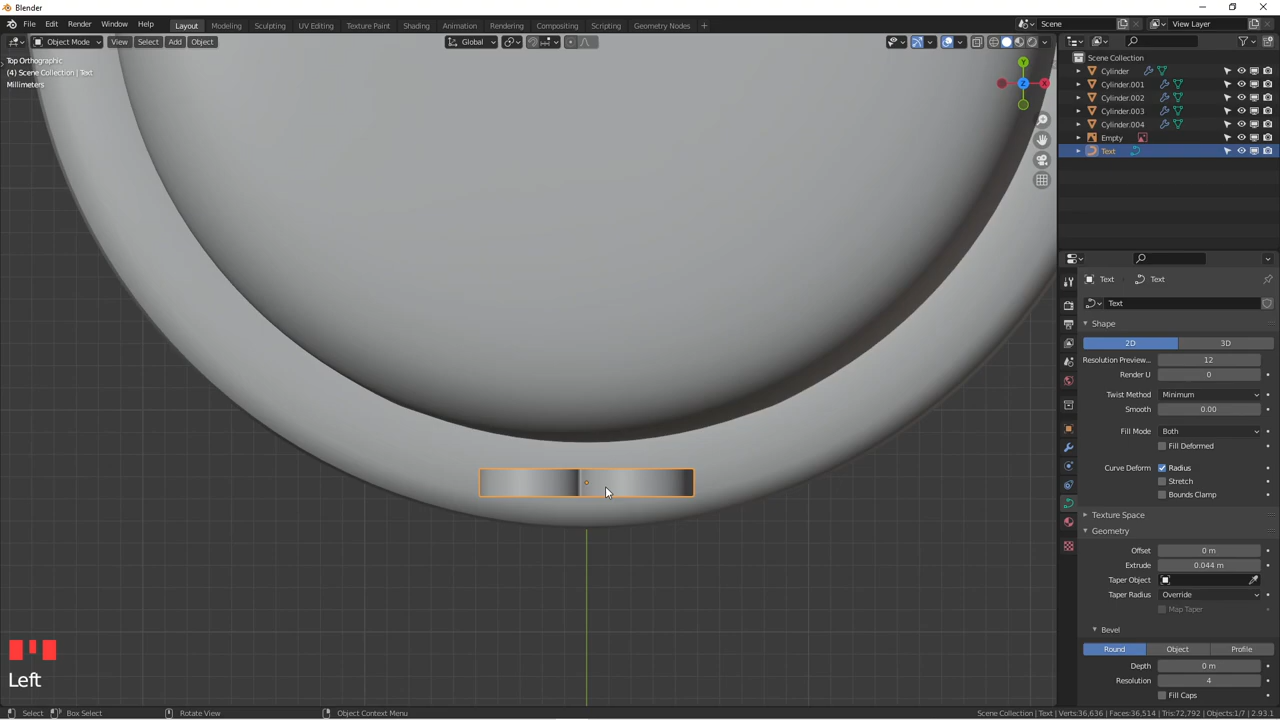 Blender
File Edit Render Window Help Layout Modeling Sculpting UV Editing Texture Paint Shading Animation Rendering Compositing Scripting Geometry Nodes + Scene View Layer
Object Mode View Select Add Object Global
Top Orthographic
(4) Scene Collection | Text
Millimeters
Y
Z
X
Scene Collection
Cylinder
Cylinder.001
Cylinder.002
Cylinder.003
Cylinder.004
Empty
Text
Text Text
Text
Shape
2D 3D
Resolution Preview... 12
Render U 0
Twist Method Minimum
Smooth 0.00
Fill Mode Both
Fill Deformed
Curve Deform Radius
Stretch
Bounds Clamp
Texture Space
Geometry
Offset 0 m
Extrude 0.044 m
Taper Object
Taper Radius Override
Map Taper
Bevel
Round Object Profile
Depth 0 m
Resolution 4
Fill Caps
Left
Select Box Select Rotate View Object Context Menu Scene Collection | Text Verts:36,636 | Faces:36,514 | Tris:72,792 | Objects:1/7 | 2.93.1